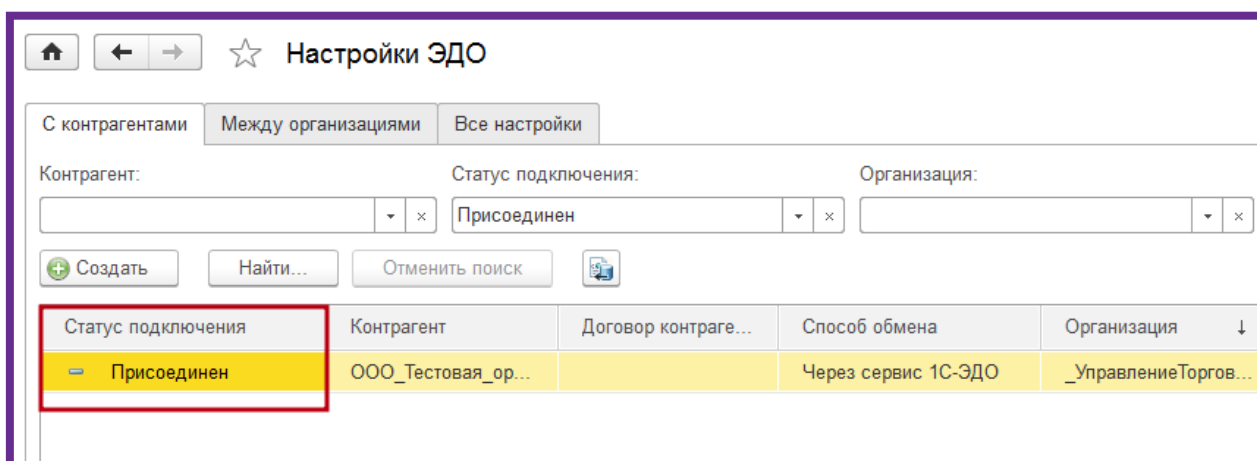 Настройки ЭДО
С контрагентами Между организациями Все настройки
Контрагент: Статус подключения: Организация:
Присоединен
Создать Найти... Отменить поиск
Статус подключения Контрагент Договор контраге... Способ обмена Организация ↓
Присоединен ООО_Тестовая_ор... Через сервис 1С-ЭДО _УправлениеТоргов...